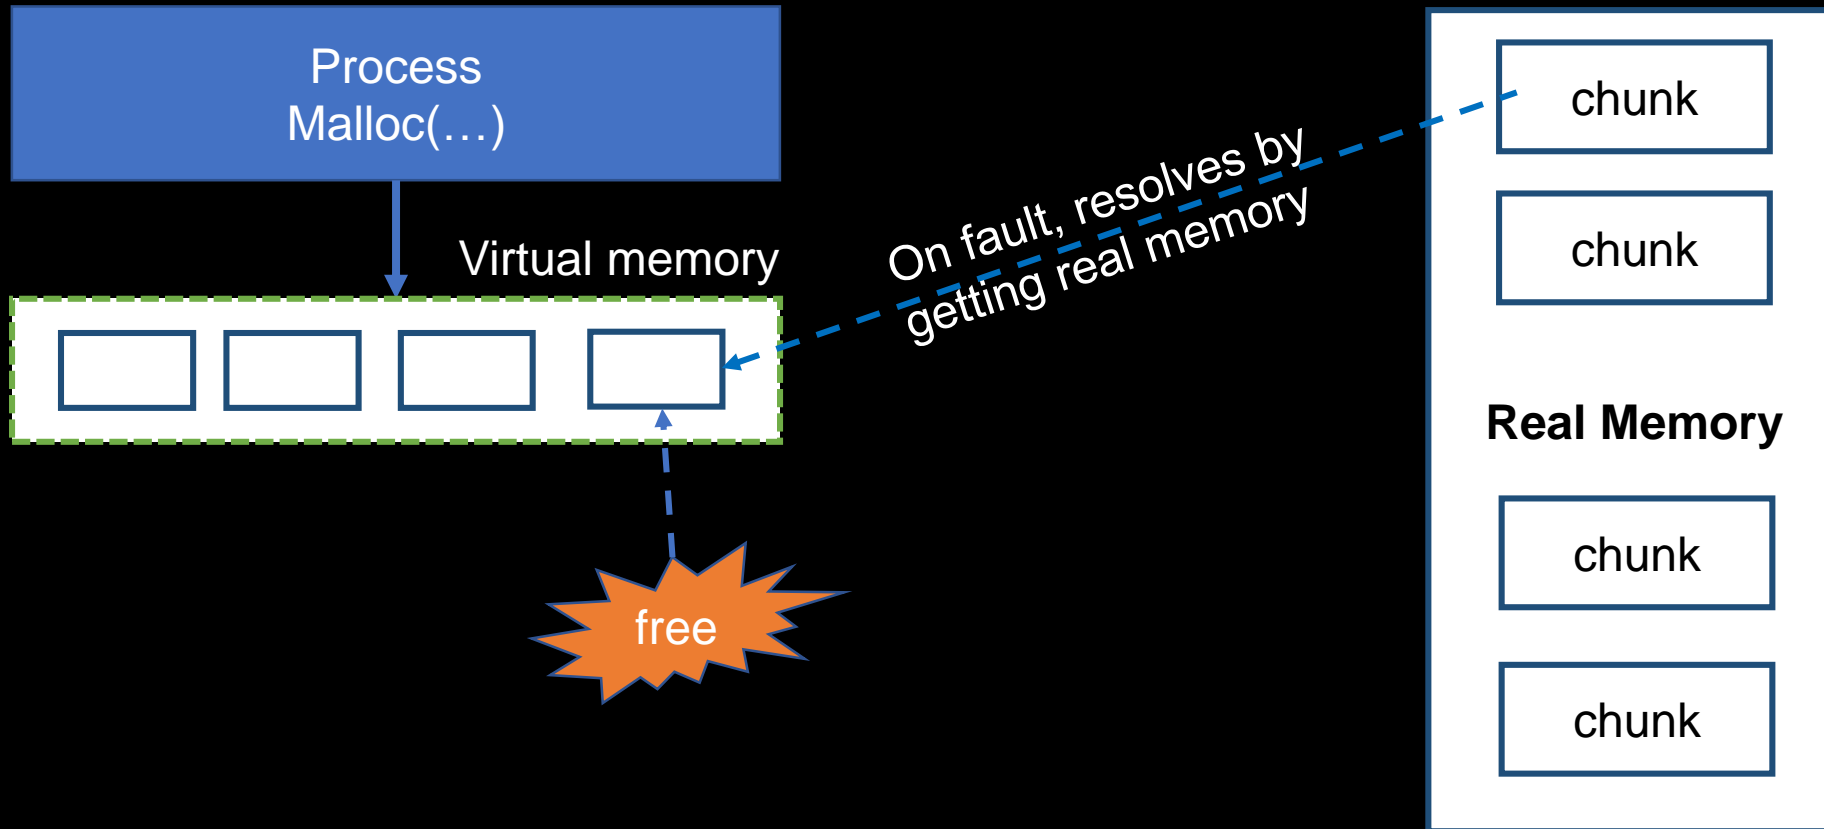 Process
Malloc(…)
Virtual memory
On fault, resolves by
getting real memory
free
chunk
chunk
Real Memory
chunk
chunk